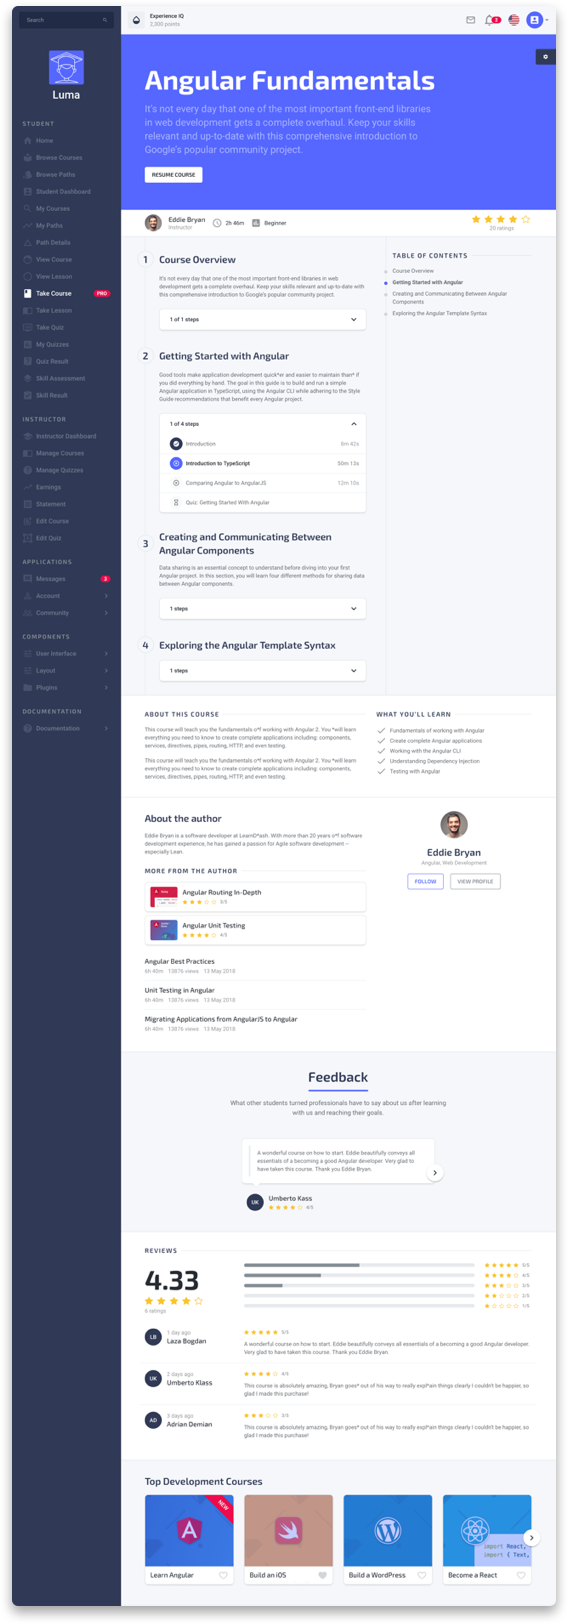 Search
Experience IQ
2,300 points
3
Luma
STUDENT
Home
Browse Courses
Browse Paths
Student Dashboard
My Courses
My Paths
Path Details
View Course
View Lesson
Take Course
PRO
Take Lesson
Take Quiz
My Quizzes
Quiz Result
Skill Assessment
Skill Result
INSTRUCTOR
Instructor Dashboard
Manage Courses
Manage Quizzes
Earnings
Statement
Edit Course
Edit Quiz
APPLICATIONS
Messages
3
Account
Community
COMPONENTS
User Interface
Layout
Plugins
DOCUMENTATION
Documentation
Angular Fundamentals
It's not every day that one of the most important front-end libraries
in web development gets a complete overhaul. Keep your skills
relevant and up-to-date with this comprehensive introduction to
Google's popular community project.
RESUME COURSE
Eddie Bryan
Instructor
2h 46m
Beginner
20 ratings
1
Course Overview
It's not every day that one of the most important front-end libraries in web
development gets a complete overhaul. Keep your skills relevant and up-to-date with
this comprehensive introduction to Google's popular community project.
1 of 1 steps
2
Getting Started with Angular
Good tools make application development quick*er and easier to maintain than* if
you did everything by hand. The goal in this guide is to build and run a simple
Angular application in TypeScript, using the Angular CLI while adhering to the Style
Guide recommendations that benefit every Angular project.
1 of 4 steps
Introduction
8m 42s
Introduction to TypeScript
50m 13s
Comparing Angular to AngularJS
12m 10s
Quiz: Getting Started With Angular
3
Creating and Communicating Between
Angular Components
Data sharing is an essential concept to understand before diving into your first
Angular project. In this section, you will learn four different methods for sharing data
between Angular components.
1 steps
4
Exploring the Angular Template Syntax
1 steps
TABLE OF CONTENTS
Course Overview
Getting Started with Angular
Creating and Communicating Between Angular
Components
Exploring the Angular Template Syntax
ABOUT THIS COURSE
This course will teach you the fundamentals o*f working with Angular 2. You *will learn
everything you need to know to create complete applications including: components,
services, directives, pipes, routing, HTTP, and even testing.
This course will teach you the fundamentals o*f working with Angular 2. You *will learn
everything you need to know to create complete applications including: components,
services, directives, pipes, routing, HTTP, and even testing.
WHAT YOU'LL LEARN
Fundamentals of working with Angular
Create complete Angular applications
Working with the Angular CLI
Understanding Dependency Injection
Testing with Angular
About the author
Eddie Bryan is a software developer at LearnD*ash. With more than 20 years o*f software
development experience, he has gained a passion for Agile software development –
especially Lean.
MORE FROM THE AUTHOR
Angular Routing In-Depth
3/5
Angular Unit Testing
4/5
Angular Best Practices
6h 40m 13876 views 13 May 2018
Unit Testing in Angular
6h 40m 13876 views 13 May 2018
Migrating Applications from AngularJS to Angular
6h 40m 13876 views 13 May 2018
Eddie Bryan
Angular, Web Development
FOLLOW
VIEW PROFILE
Feedback
What other students turned professionals have to say about us after learning
with us and reaching their goals.
A wonderful course on how to start. Eddie beautifully conveys all
essentials of a becoming a good Angular developer. Very glad to
have taken this course. Thank you Eddie Bryan.
UK
Umberto Kass
4/5
REVIEWS
4.33
6 ratings
5/5
4/5
3/5
2/5
1/5
LB
1 day ago
Laza Bogdan
5/5
A wonderful course on how to start. Eddie beautifully conveys all essentials of a becoming a good Angular developer.
Very glad to have taken this course. Thank you Eddie Bryan.
UK
2 days ago
Umberto Klass
4/5
This course is absolutely amazing, Bryan goes* out of his way to really expl*ain things clearly I couldn't be happier, so
glad I made this purchase!
AD
3 days ago
Adrian Demian
3/5
This course is absolutely amazing, Bryan goes* out of his way to really expl*ain things clearly I couldn't be happier, so
glad I made this purchase!
Top Development Courses
NEW
Learn Angular
Build an iOS
Build a WordPress
import React,
import { Text,
Become a React